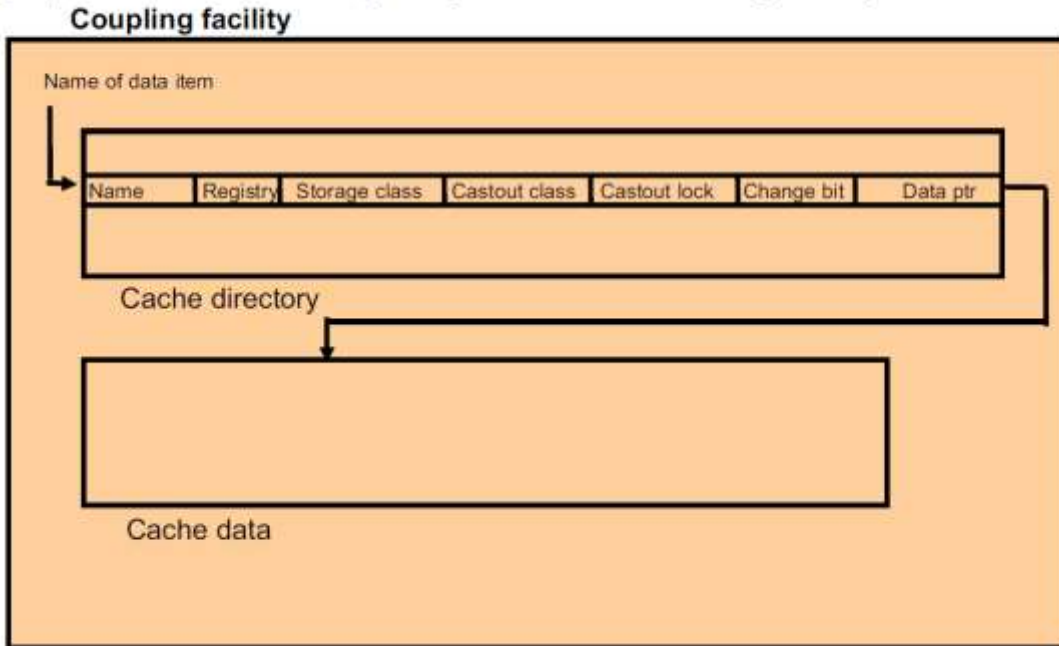 Coupling facility
Name of data item
Name Registry Storage class Castout class Castout lock Change bit Data ptr
Cache directory
Cache data